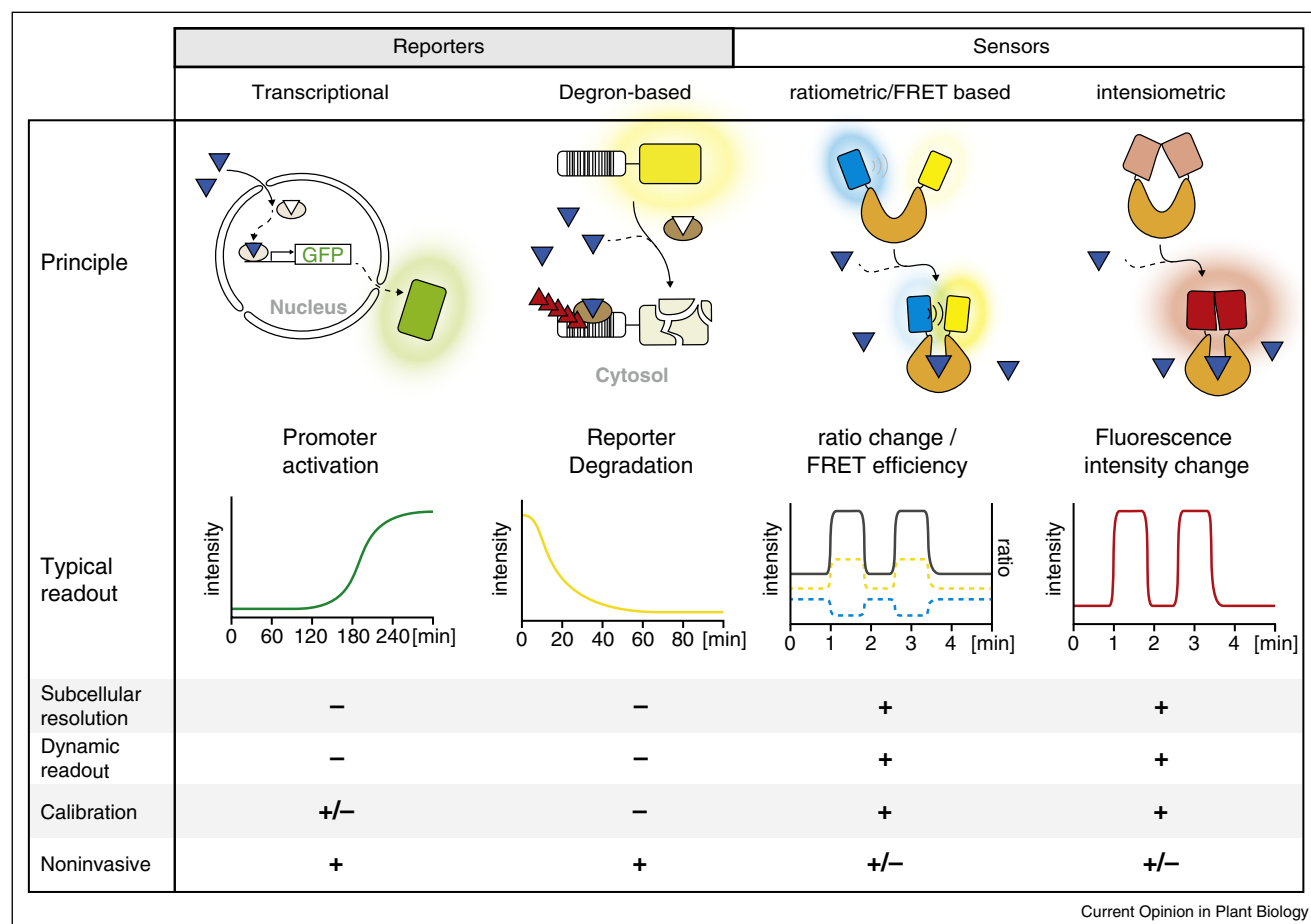 Reporters
Sensors
Transcriptional
Degron-based
ratiometric/FRET based
intensiometric
Principle
GFP
Nucleus
Cytosol
Promoter
activation
Reporter
Degradation
ratio change /
FRET efficiency
Fluorescence
intensity change
Typical
readout
intensity
0 60 120 180 240 [min]
intensity
0 20 40 60 80 [min]
intensity
ratio
0 1 2 3 4 [min]
intensity
0 1 2 3 4 [min]
Subcellular
resolution
– – + +
Dynamic
readout
– – + +
Calibration +/– – + +
Noninvasive + + +/– +/–
Current Opinion in Plant Biology